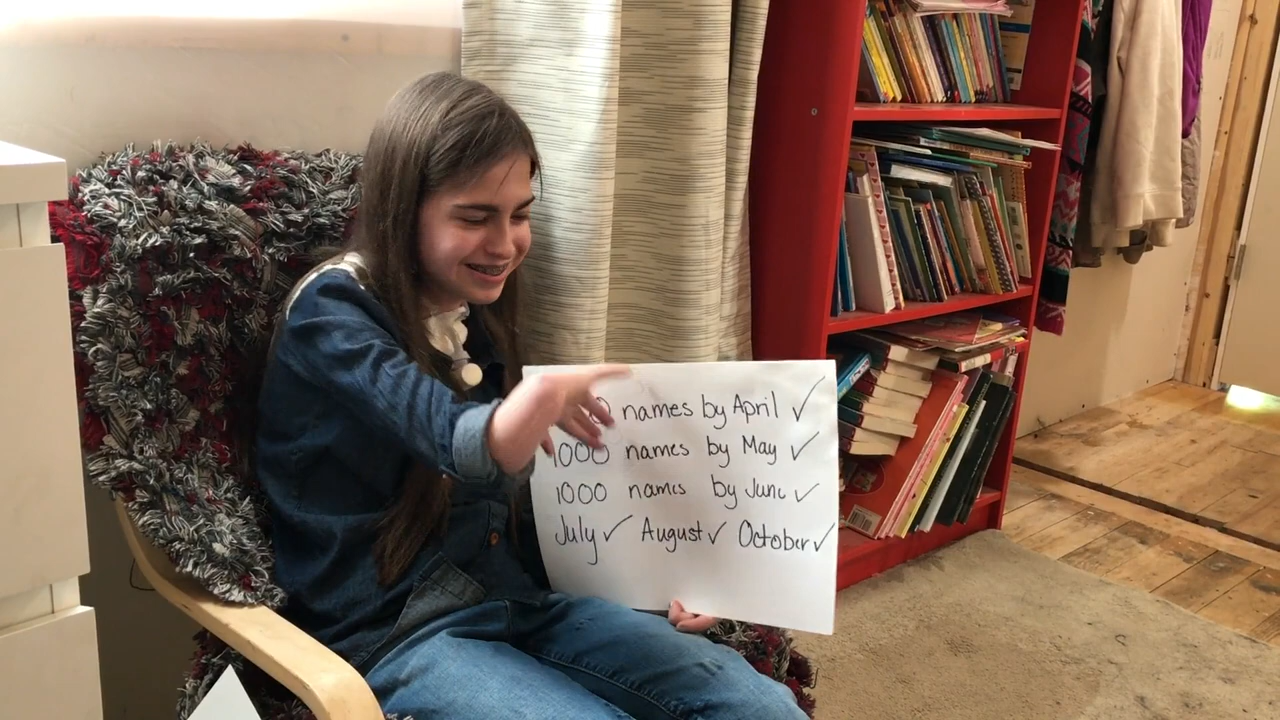 names by April ✓
1000 names by May ✓
1000 names by June ✓
July ✓ August ✓ October ✓